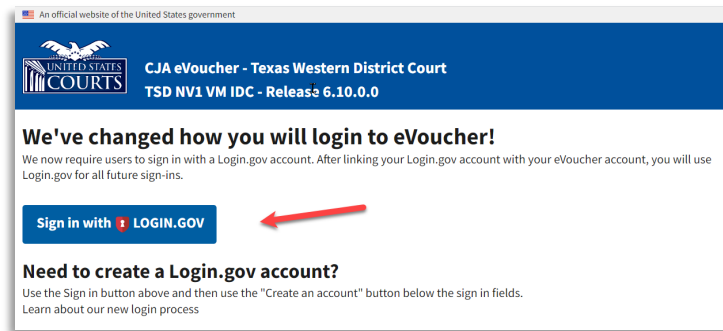 An official website of the United States government
UNITED STATES
COURTS
CJA eVoucher - Texas Western District Court
TSD NV1 VM IDC - Release 6.10.0.0
We've changed how you will login to eVoucher!
We now require users to sign in with a Login.gov account. After linking your Login.gov account with your eVoucher account, you will use
Login.gov for all future sign-ins.
Sign in with LOGIN.GOV
Need to create a Login.gov account?
Use the Sign in button above and then use the "Create an account" button below the sign in fields.
Learn about our new login process